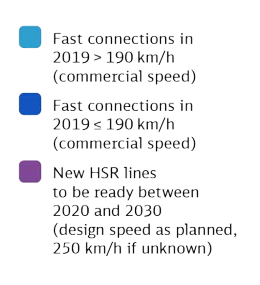 Fast connections in
2019 > 190 km/h
(commercial speed)
Fast connections in
2019 ≤ 190 km/h
(commercial speed)
New HSR lines
to be ready between
2020 and 2030
(design speed as planned,
250 km/h if unknown)